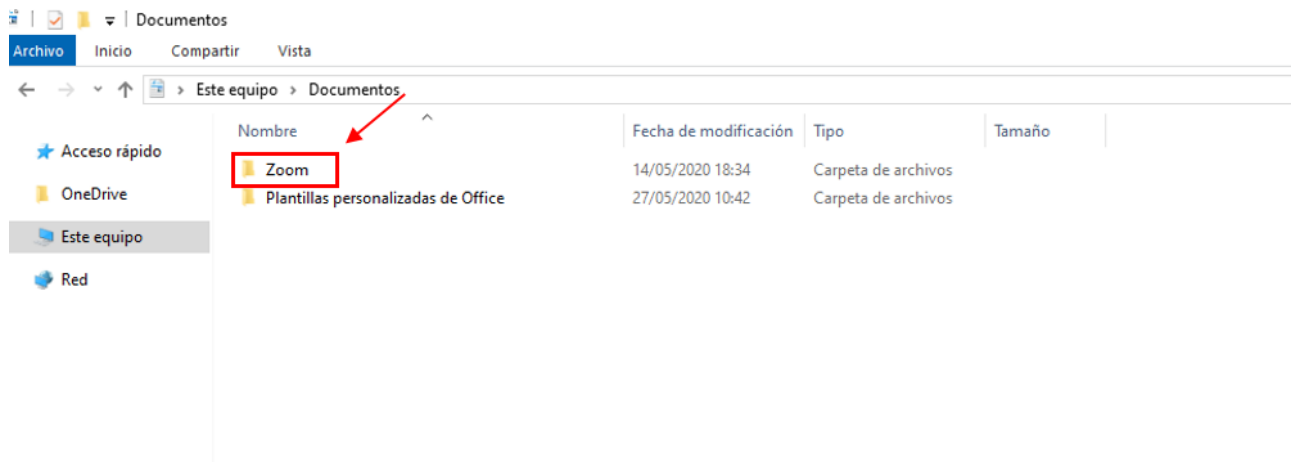 Documentos
Archivo Inicio Compartir Vista
Este equipo > Documentos
Nombre Fecha de modificación Tipo Tamaño
Acceso rápido
OneDrive
Este equipo
Red
Zoom 14/05/2020 18:34 Carpeta de archivos
Plantillas personalizadas de Office 27/05/2020 10:42 Carpeta de archivos